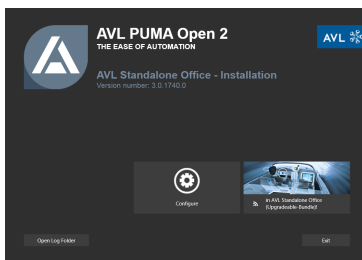 AVL PUMA Open 2
THE EASE OF AUTOMATION
AVL
AVL Standalone Office - Installation
Version number: 3.0.1740.0
Configure
in AVL Standalone Office
(Upgradeable-Bundle)!
Open Log Folder
Exit